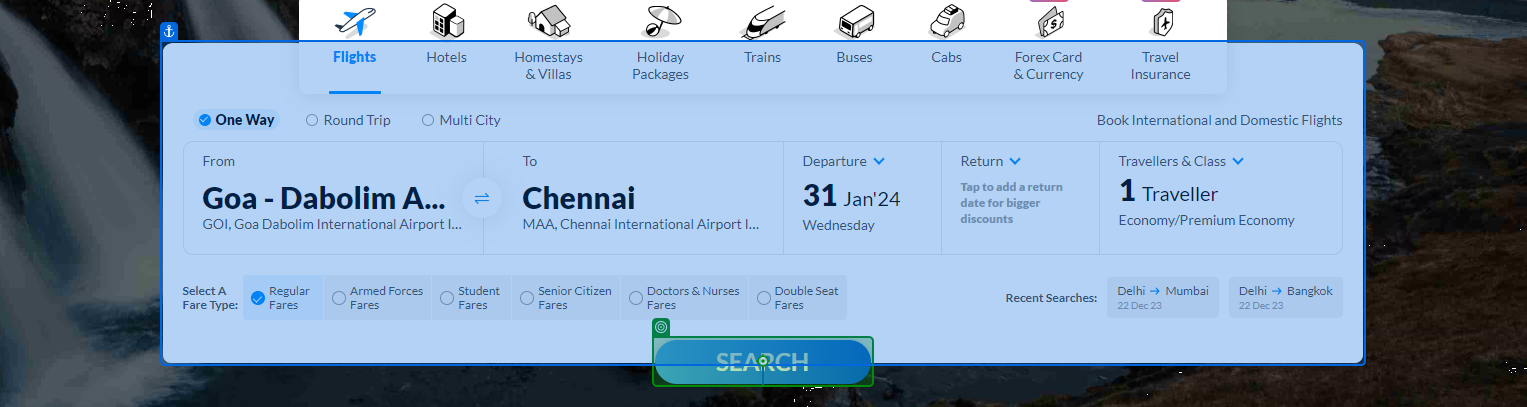 Flights
Hotels
Homestays
& Villas
Holiday
Packages
Trains
Buses
Cabs
Forex Card
& Currency
Travel
Insurance
One Way
Round Trip
Multi City
Book International and Domestic Flights
From
Goa - Dabolim A...
GOI, Goa Dabolim International Airport I...
To
Chennai
MAA, Chennai International Airport I...
Departure
31 Jan'24
Wednesday
Return
Tap to add a return
date for bigger
discounts
Travellers & Class
1 Traveller
Economy/Premium Economy
Select A
Fare Type:
Regular
Fares
Armed Forces
Fares
Student
Fares
Senior Citizen
Fares
Doctors & Nurses
Fares
Double Seat
Fares
Recent Searches:
Delhi → Mumbai
22 Dec 23
Delhi → Bangkok
22 Dec 23
SEARCH